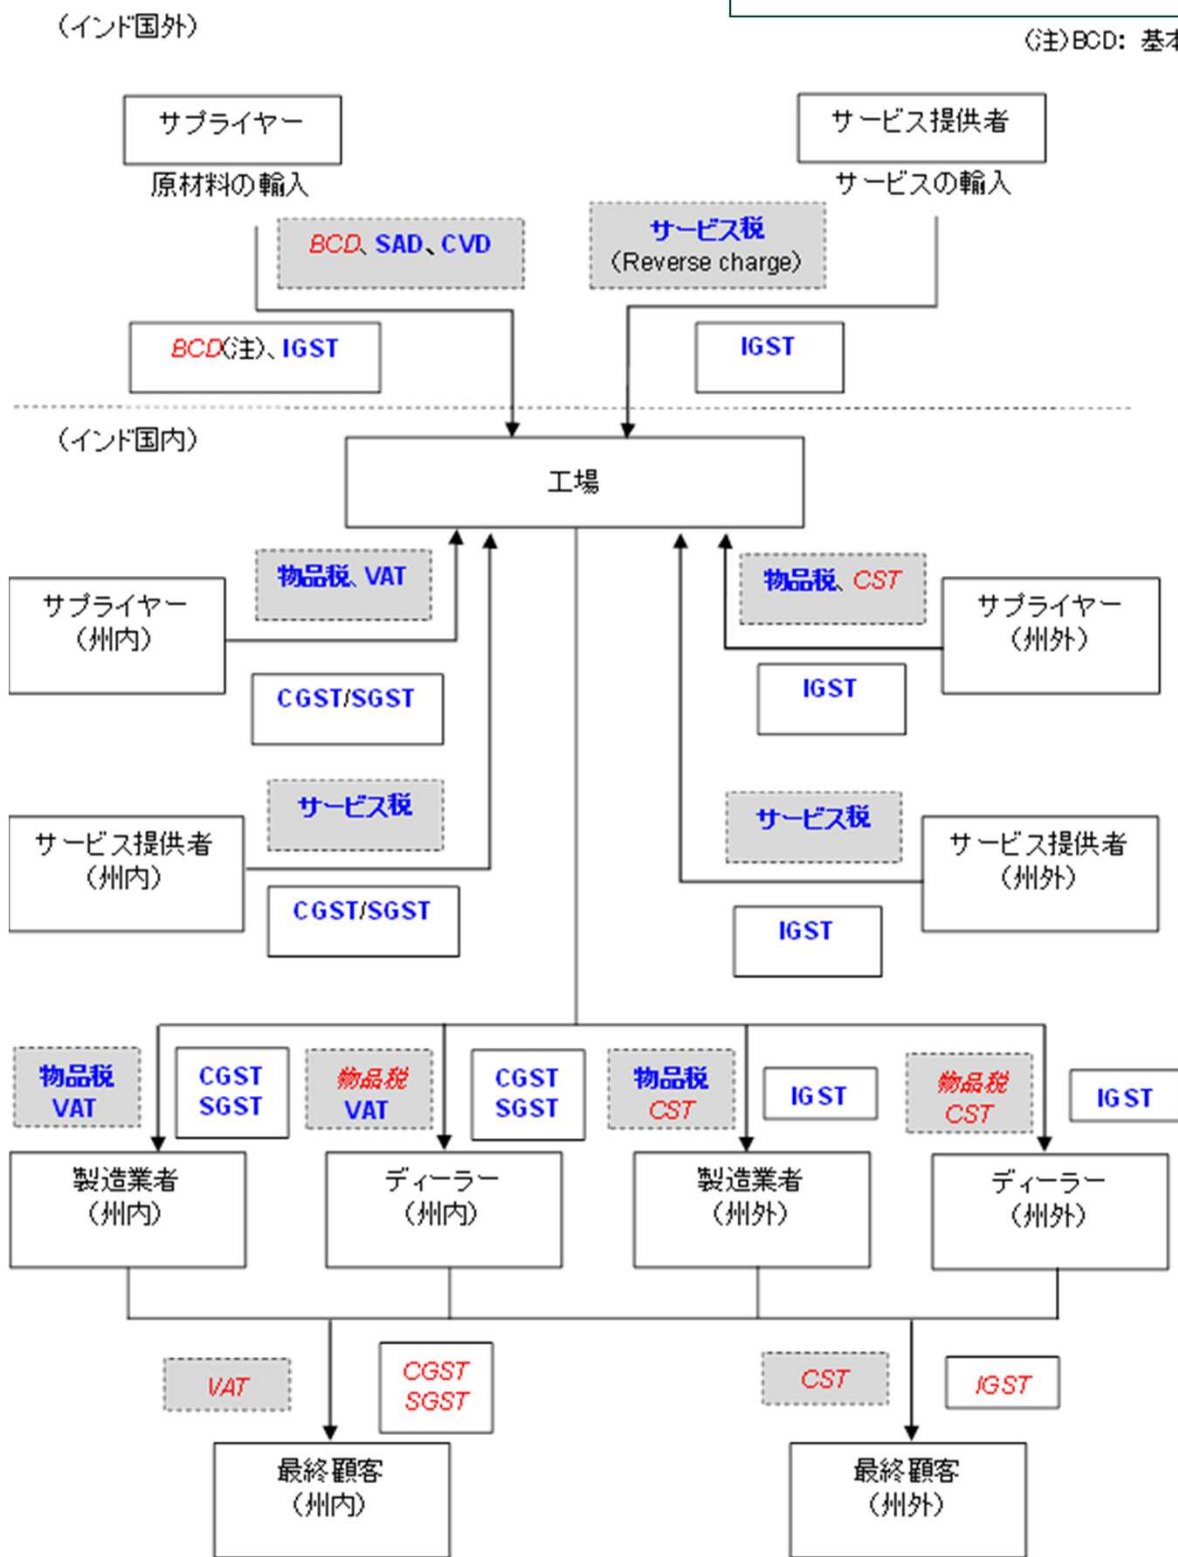 (インド国外)
(注)BCD: 基本
サプライヤー
サービス提供者
原材料の輸入
サービスの輸入
BCD、SAD、CVD
サービス税
(Reverse charge)
BCD(注)、IGST
IGST
(インド国内)
工場
物品税、VAT
物品税、CST
サプライヤー
(州内)
サプライヤー
(州外)
CGST/SGST
IGST
サービス税
サービス税
サービス提供者
(州内)
サービス提供者
(州外)
CGST/SGST
IGST
物品税
VAT
CGST
SGST
物品税
VAT
CGST
SGST
物品税
CST
IGST
物品税
CST
IGST
製造業者
(州内)
ディーラー
(州内)
製造業者
(州外)
ディーラー
(州外)
VAT
CGST
SGST
CST
IGST
最終顧客
(州内)
最終顧客
(州外)